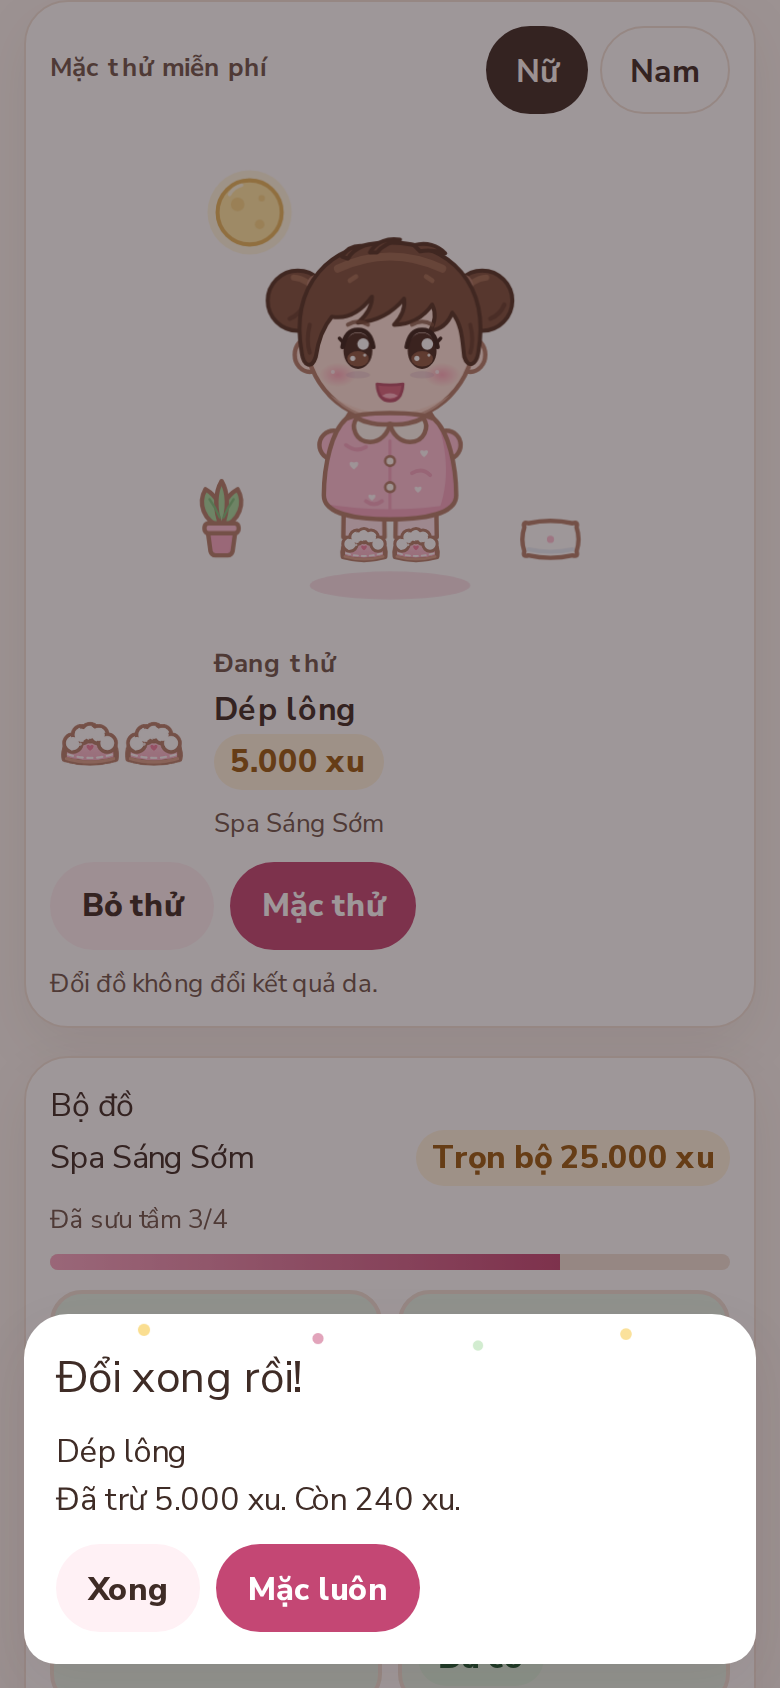 Mặc thử miễn phí
Nữ
Nam
Đang thử
Dép lông
5.000 xu
Spa Sáng Sớm
Bỏ thử
Mặc thử
Đổi đồ không đổi kết quả da.
Bộ đồ
Spa Sáng Sớm
Trọn bộ 25.000 xu
Đã sưu tầm 3/4
Đổi xong rồi!
Dép lông
Đã trừ 5.000 xu. Còn 240 xu.
Xong
Mặc luôn